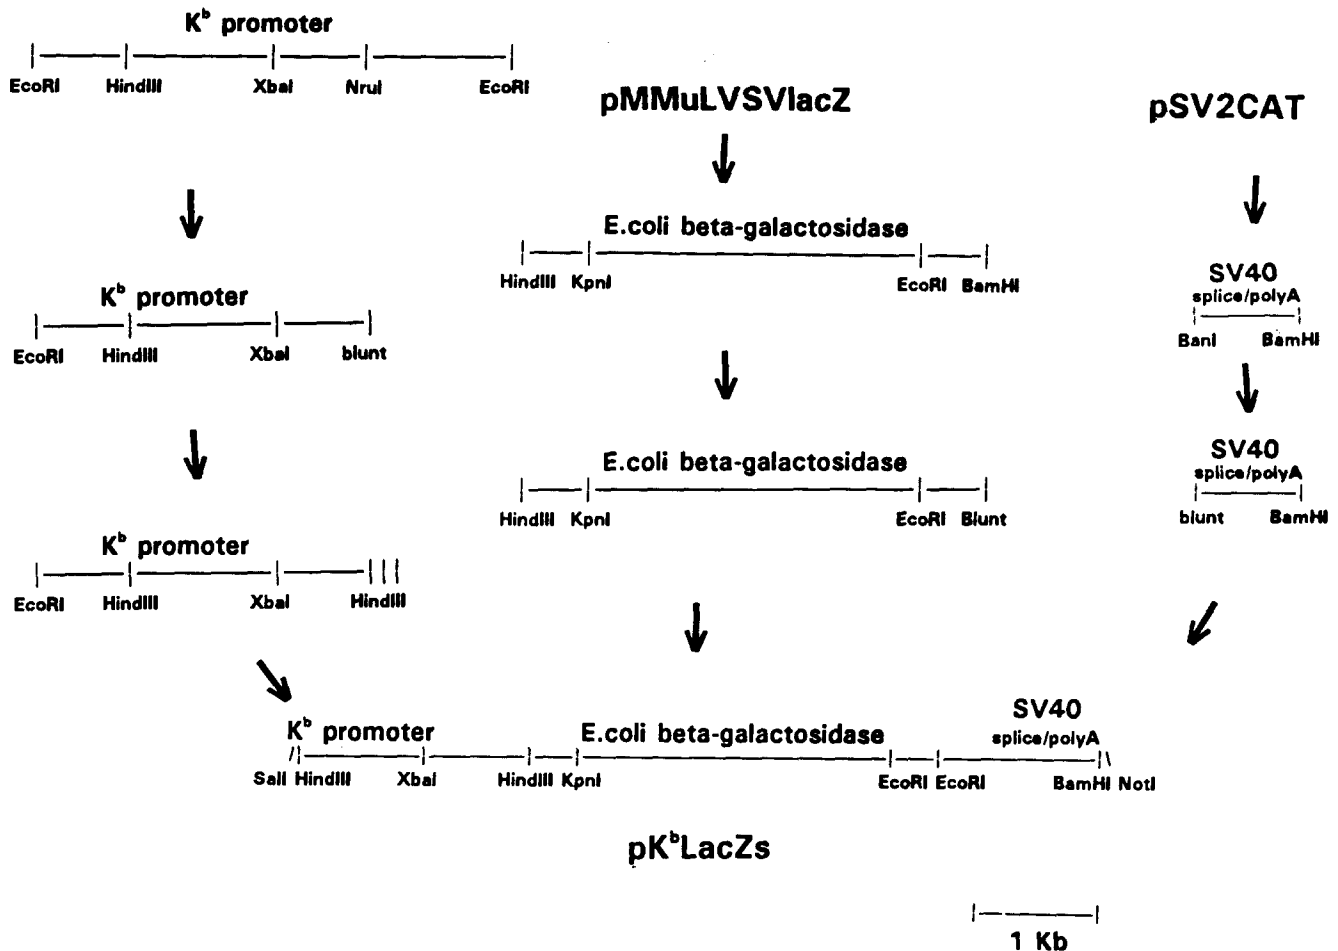 K^b promoter
EcoRI HindIII XbaI NruI EcoRI
pMMuLVSVlacZ
pSV2CAT
E.coli beta-galactosidase
HindIII KpnI EcoRI BamHI
SV40
splice/polyA
BanI BamHI
K^b promoter
EcoRI HindIII XbaI blunt
E.coli beta-galactosidase
HindIII KpnI EcoRI Blunt
SV40
splice/polyA
blunt BamHI
K^b promoter
EcoRI HindIII XbaI HindIII
K^b promoter
E.coli beta-galactosidase
SV40
splice/polyA
SalI HindIII XbaI HindIII KpnI EcoRI EcoRI BamHI NotI
pK^bLacZs
1 Kb